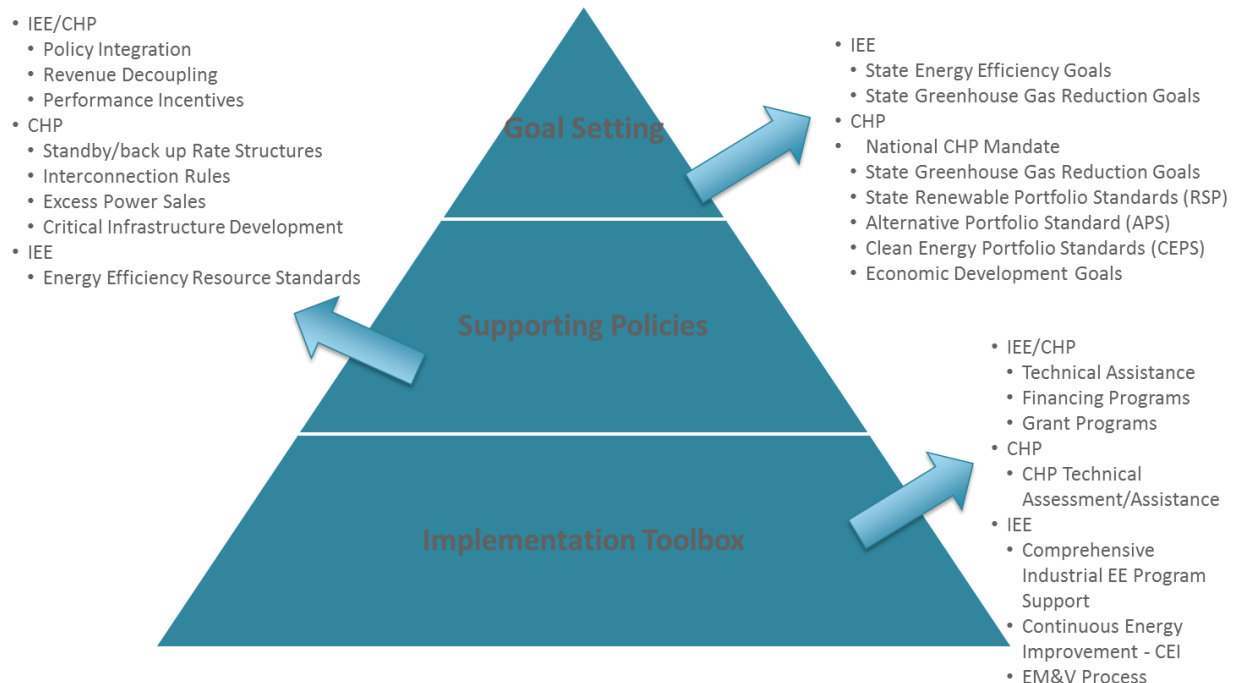 • IEE/CHP
• Policy Integration
• Revenue Decoupling
• Performance Incentives
• CHP
• Standby/back up Rate Structures
• Interconnection Rules
• Excess Power Sales
• Critical Infrastructure Development
• IEE
• Energy Efficiency Resource Standards
Goal Setting
• IEE
• State Energy Efficiency Goals
• State Greenhouse Gas Reduction Goals
• CHP
• National CHP Mandate
• State Greenhouse Gas Reduction Goals
• State Renewable Portfolio Standards (RSP)
• Alternative Portfolio Standard (APS)
• Clean Energy Portfolio Standards (CEPS)
• Economic Development Goals
Supporting Policies
Implementation Toolbox
• IEE/CHP
• Technical Assistance
• Financing Programs
• Grant Programs
• CHP
• CHP Technical
Assessment/Assistance
• IEE
• Comprehensive
Industrial EE Program
Support
• Continuous Energy
Improvement - CEI
• EM&V Process